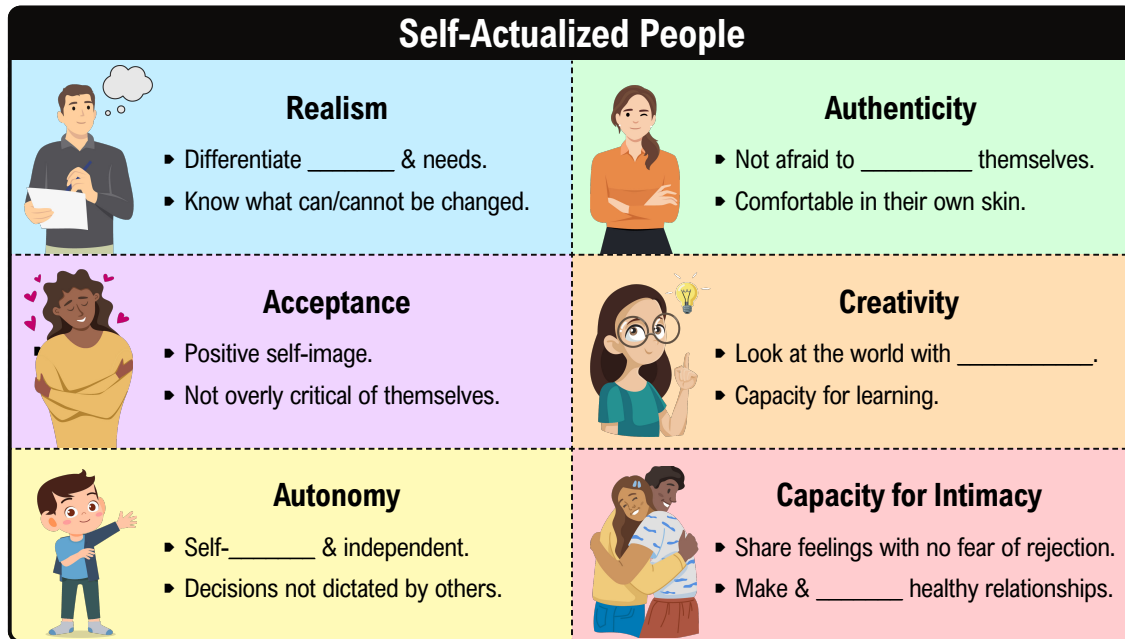 Self-Actualized People
Realism
Differentiate _______ & needs.
Know what can/cannot be changed.
Authenticity
Not afraid to _________ themselves.
Comfortable in their own skin.
Acceptance
Positive self-image.
Not overly critical of themselves.
Creativity
Look at the world with ___________.
Capacity for learning.
Autonomy
Self-_______ & independent.
Decisions not dictated by others.
Capacity for Intimacy
Share feelings with no fear of rejection.
Make & _______ healthy relationships.